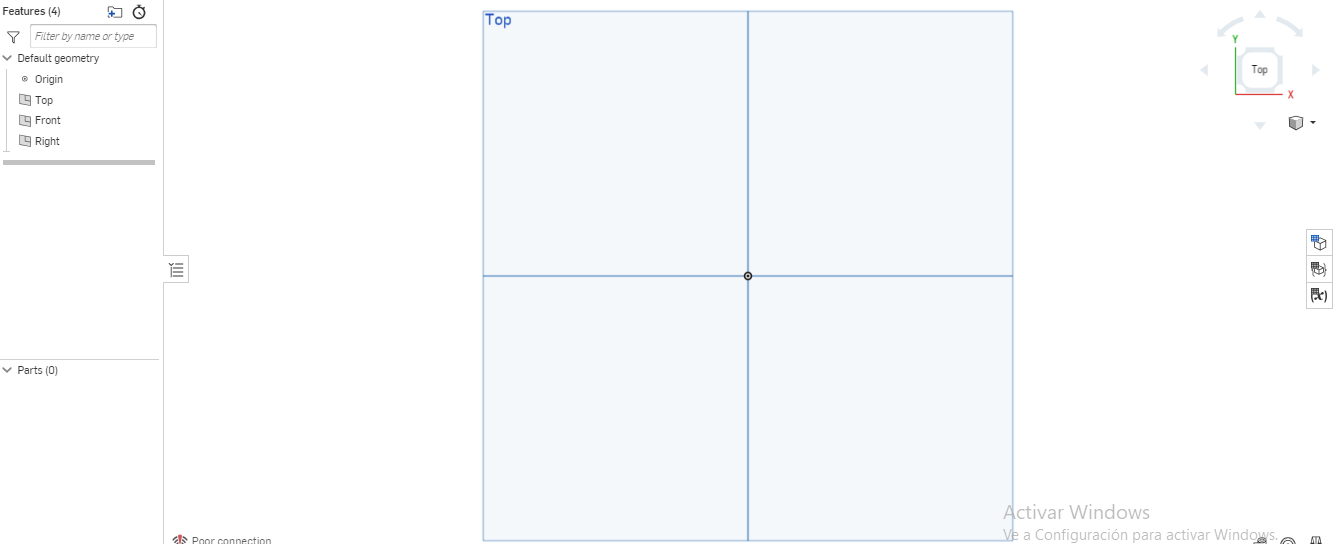 Features (4)
Filter by name or type
Default geometry
Origin
Top
Front
Right
Parts (0)
Top
Y
Top
X
(x)
Activar Windows
Ve a Configuración para activar Windows.
Poor connection